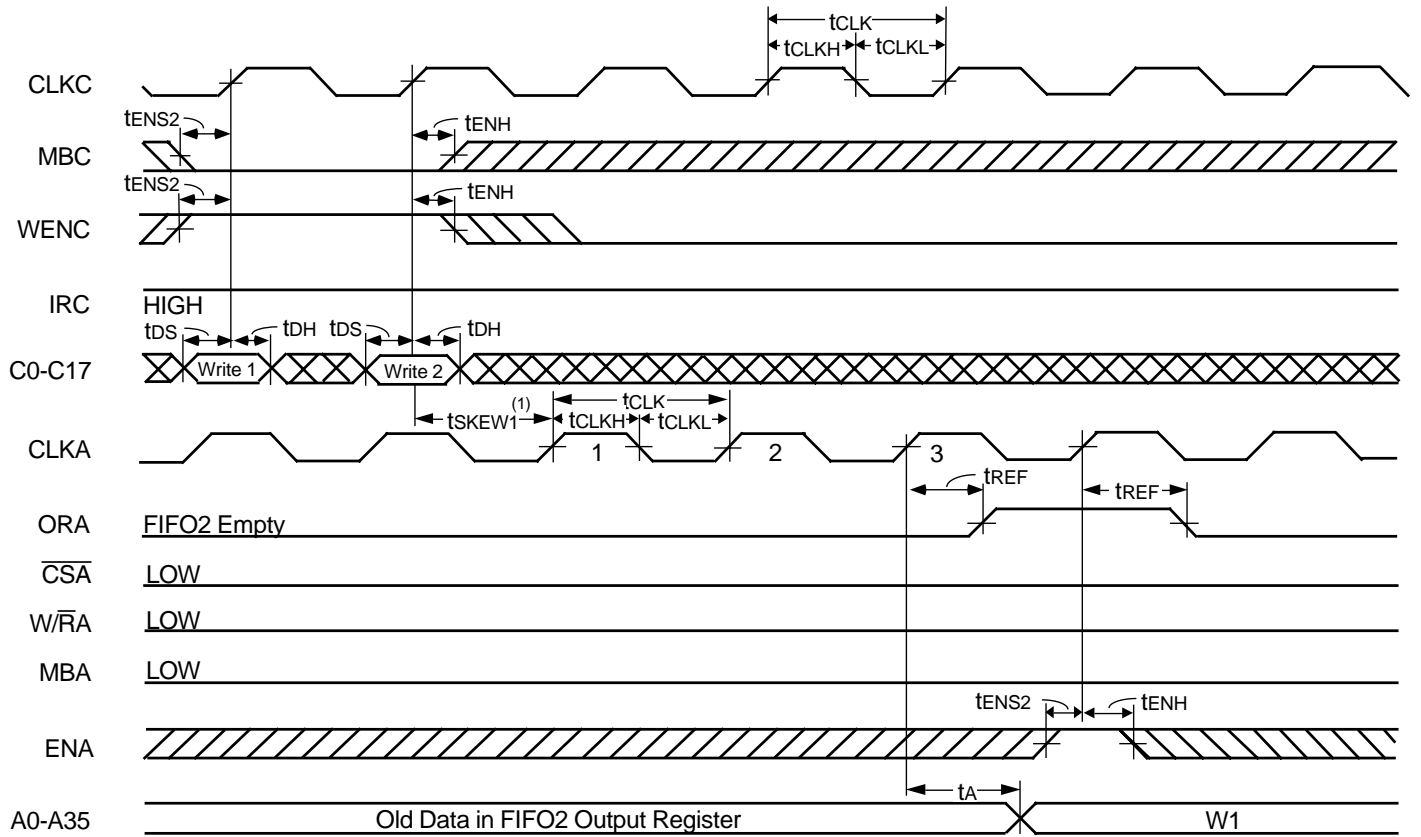 tCLK
tCLKH tCLKL
CLKC
tENS2 tENH
MBC
tENS2 tENH
WENC
IRC HIGH
tDS tDH tDS tDH
C0-C17 Write 1 Write 2
tSKEW1(1) tCLK
tCLKH tCLKL
CLKA 1 2 3
tREF tREF
ORA FIFO2 Empty
CSA LOW
W/RA LOW
MBA LOW
tENS2 tENH
ENA
tA
A0-A35 Old Data in FIFO2 Output Register W1